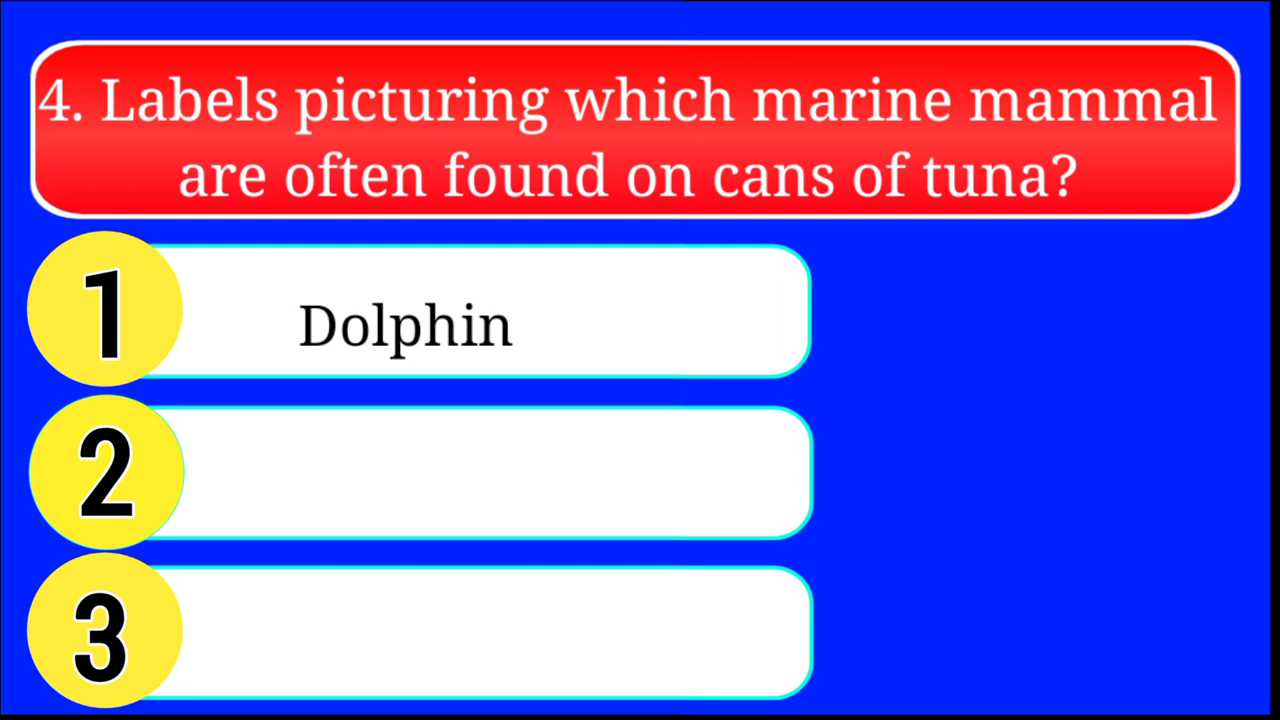 4. Labels picturing which marine mammal
are often found on cans of tuna?
1
Dolphin
2
3